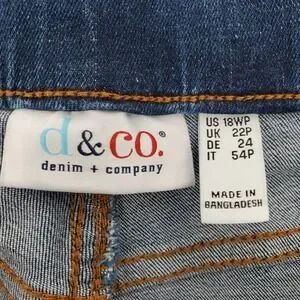 d & co.®
denim + company
US 18WP
UK 22P
DE 24
IT 54P
MADE IN
BANGLADESH